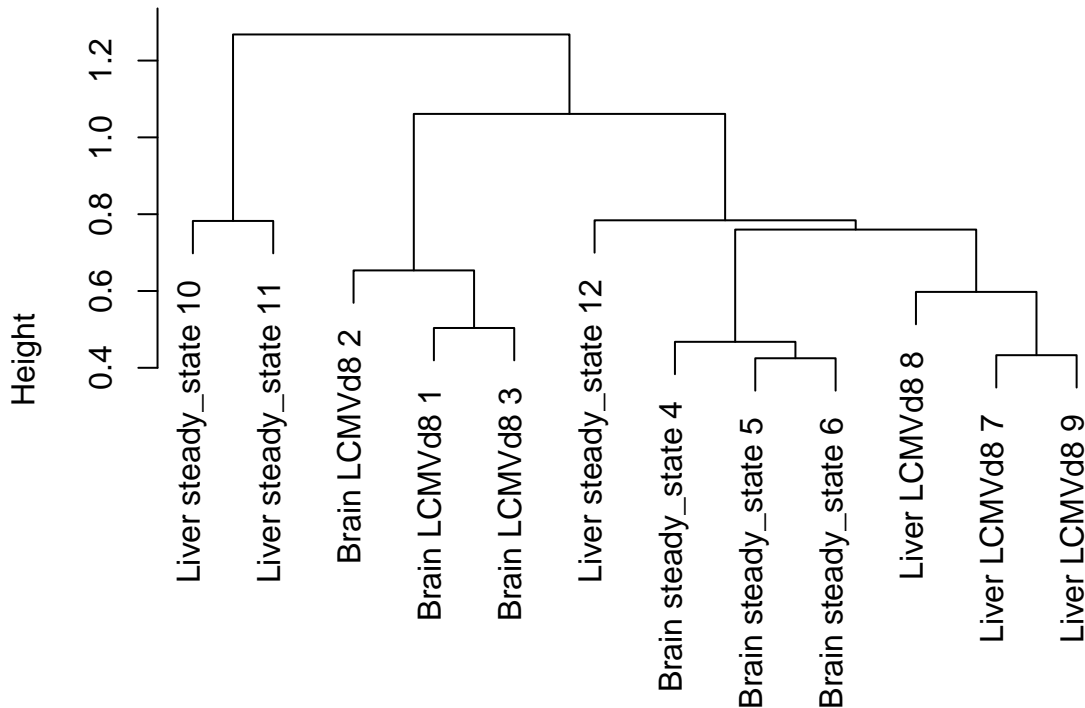 Height
1.2
1.0
0.8
0.6
0.4
Liver steady_state 10
Liver steady_state 11
Brain LCMVd8 2
Brain LCMVd8 1
Brain LCMVd8 3
Liver steady_state 12
Brain steady_state 4
Brain steady_state 5
Brain steady_state 6
Liver LCMVd8 8
Liver LCMVd8 7
Liver LCMVd8 9